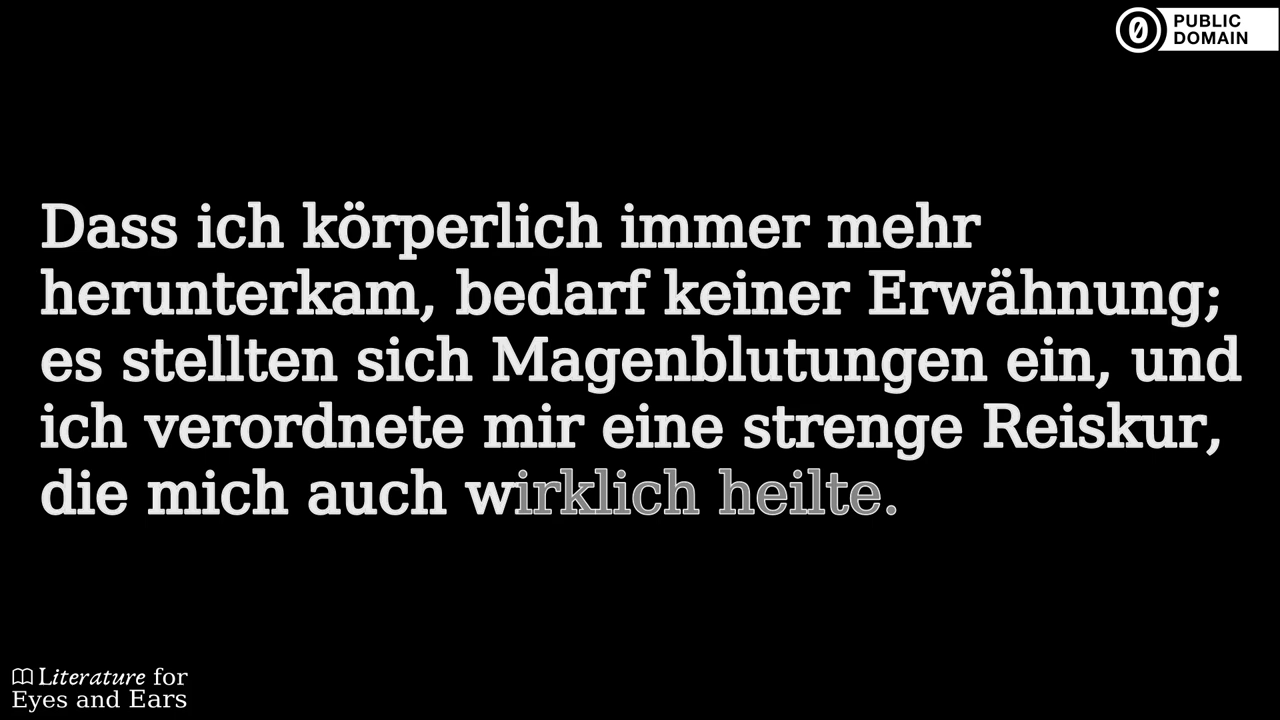 PUBLIC
DOMAIN
Dass ich körperlich immer mehr
herunterkam, bedarf keiner Erwähnung;
es stellten sich Magenblutungen ein, und
ich verordnete mir eine strenge Reiskur,
die mich auch wirklich heilte.
Literature for
Eyes and Ears